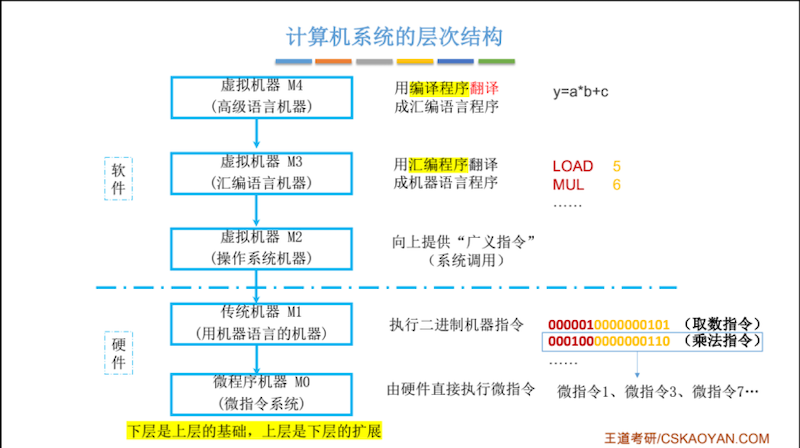 计算机系统的层次结构
虚拟机器 M4
(高级语言机器)
用编译程序翻译
成汇编语言程序
y=a*b+c
软件
虚拟机器 M3
(汇编语言机器)
用汇编程序翻译
成机器语言程序
LOAD 5
MUL 6
……
虚拟机器 M2
(操作系统机器)
向上提供“广义指令”
(系统调用)
硬件
传统机器 M1
(用机器语言的机器)
执行二进制机器指令
0000010000000101 (取数指令)
0001000000000110 (乘法指令)
……
微程序机器 M0
(微指令系统)
由硬件直接执行微指令
微指令1、微指令3、微指令7…
下层是上层的基础，上层是下层的扩展
王道考研/CSKAOYAN.COM